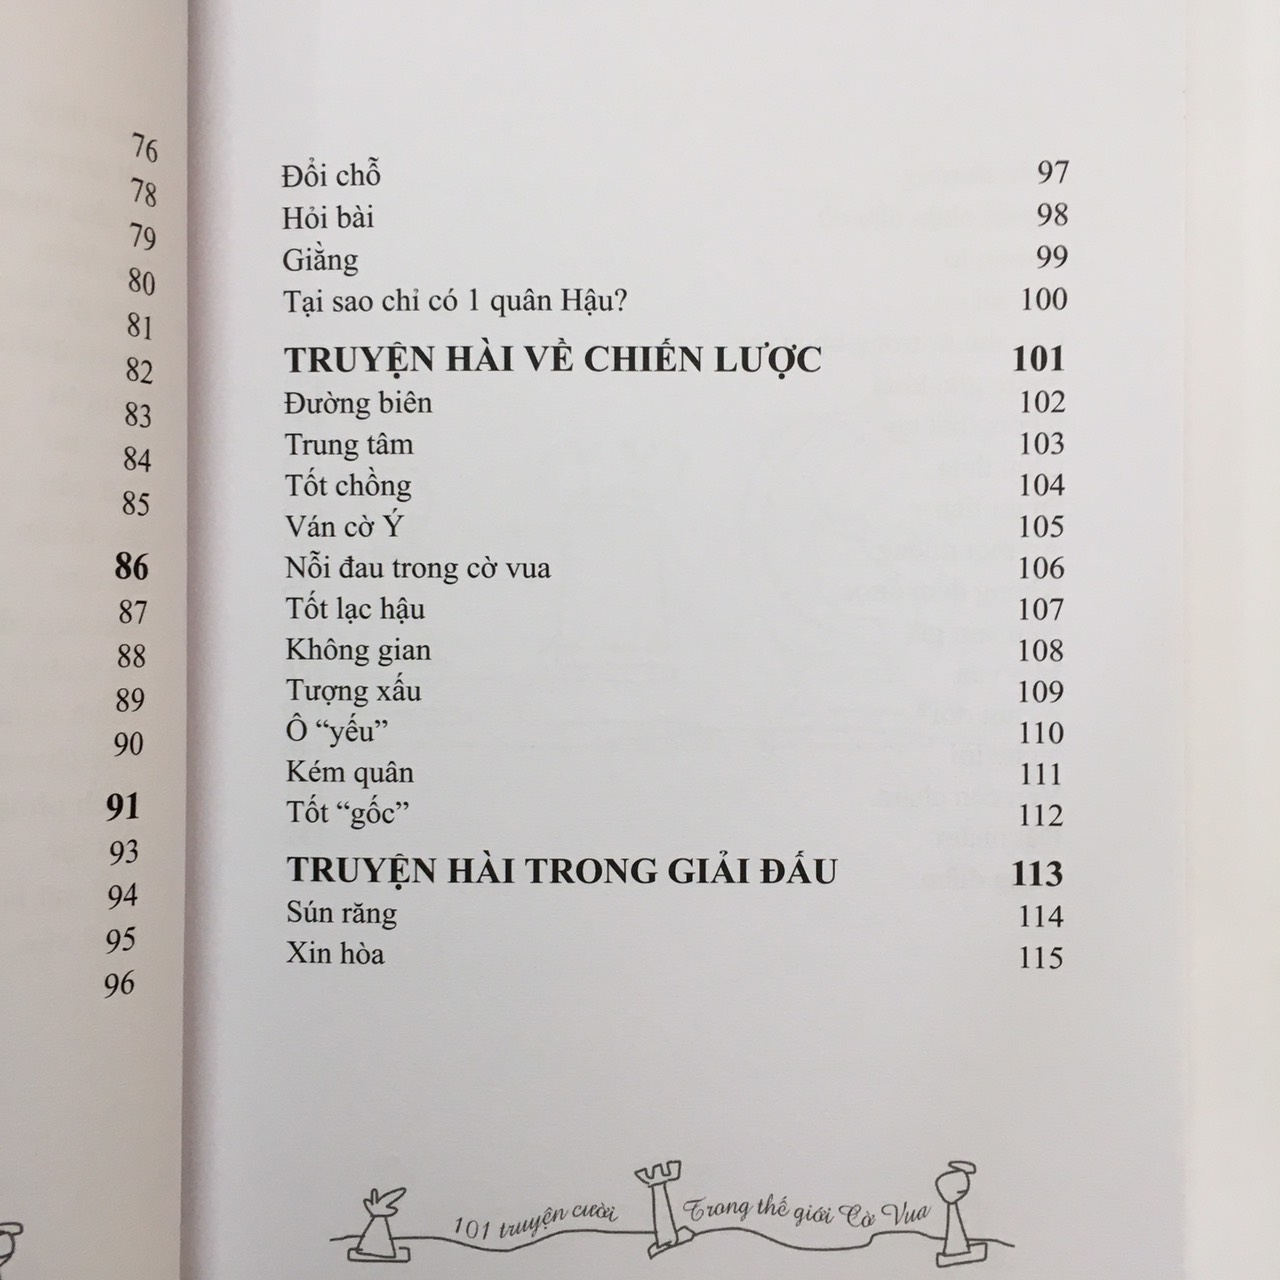 76
78
79
80
81
82
83
84
85
86
87
88
89
90
91
93
94
95
96
Đổi chỗ 97
Hỏi bài 98
Giằng 99
Tại sao chỉ có 1 quân Hậu? 100
TRUYỆN HÀI VỀ CHIẾN LƯỢC 101
Đường biên 102
Trung tâm 103
Tốt chồng 104
Ván cờ Ý 105
Nỗi đau trong cờ vua 106
Tốt lạc hậu 107
Không gian 108
Tượng xấu 109
Ô “yếu” 110
Kém quân 111
Tốt “gốc” 112
TRUYỆN HÀI TRONG GIẢI ĐẤU 113
Sún răng 114
Xin hòa 115
101 truyện cười Trong thế giới Cờ Vua